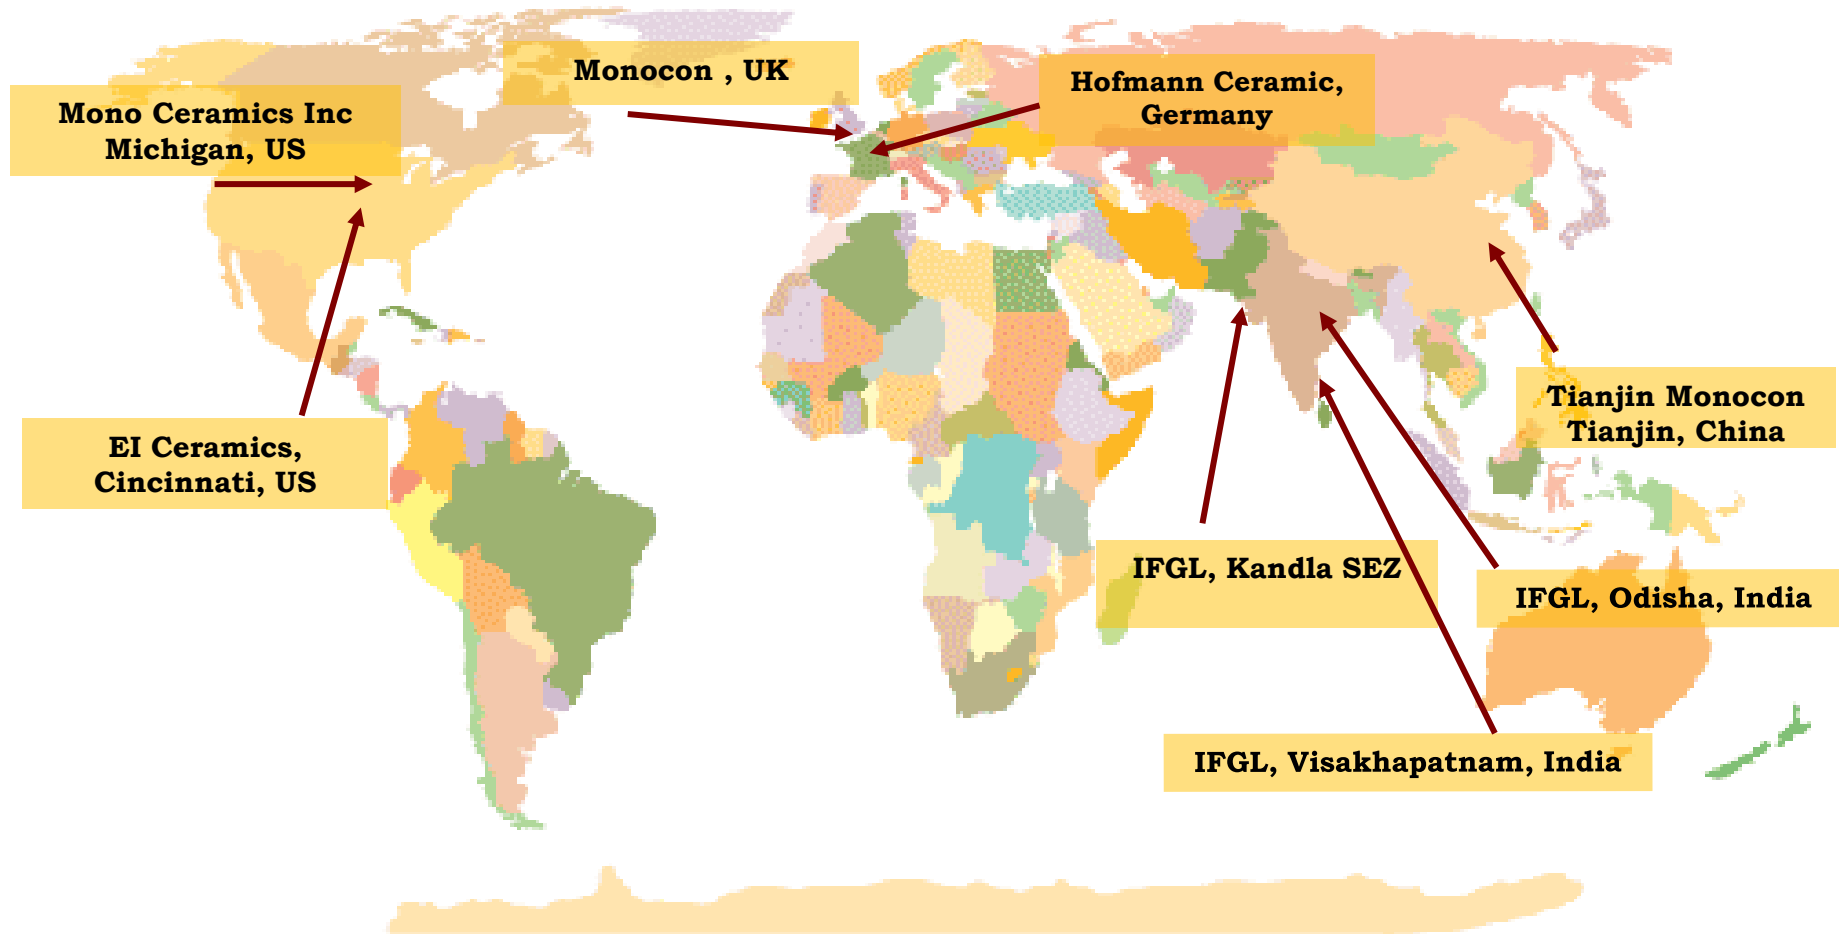 Monocon , UK
Hofmann Ceramic,
Germany
Mono Ceramics Inc
Michigan, US
EI Ceramics,
Cincinnati, US
Tianjin Monocon
Tianjin, China
IFGL, Kandla SEZ
IFGL, Odisha, India
IFGL, Visakhapatnam, India